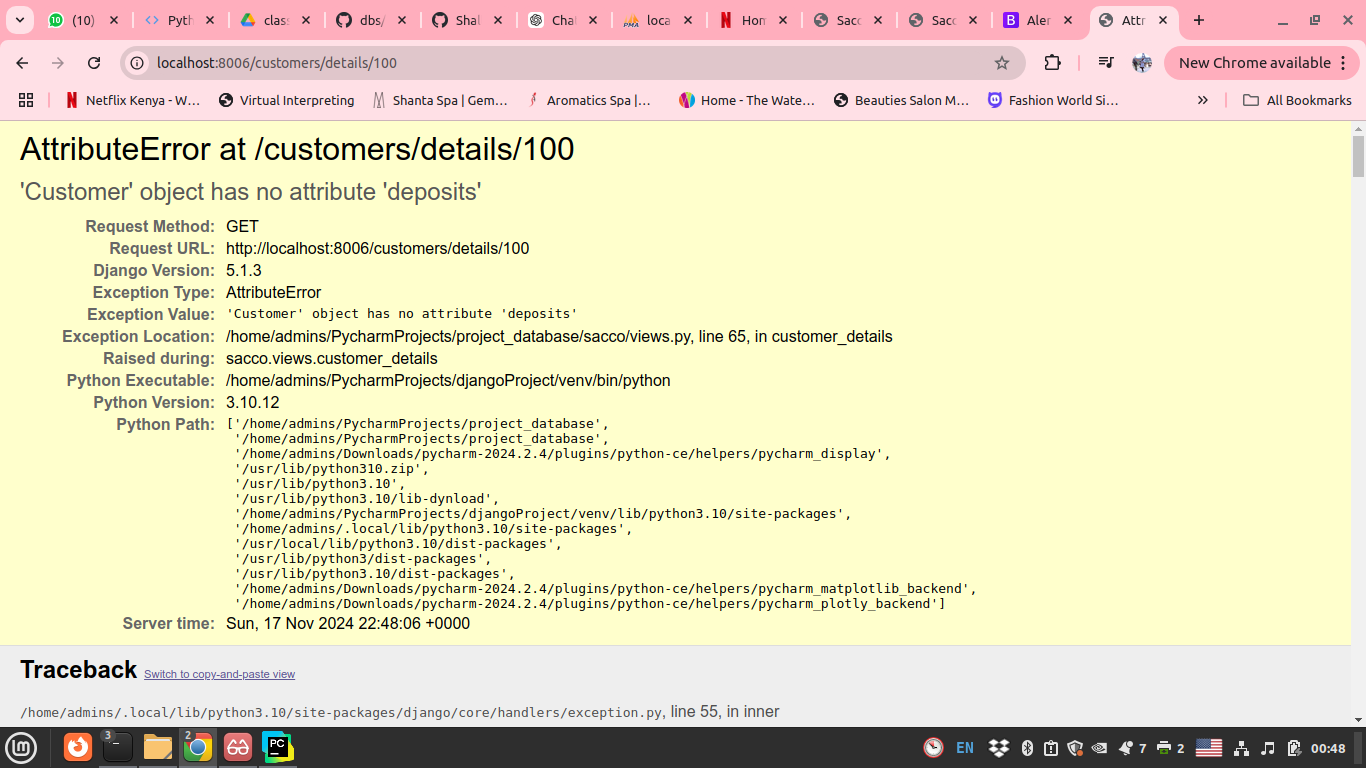 (10)
Pyth
class
dbs/
Shal
Chal
loca
Hom
Sacc
Sacc
Aler
Attr
localhost:8006/customers/details/100
New Chrome available
Netflix Kenya - W...
Virtual Interpreting
Shanta Spa | Gem...
Aromatics Spa |...
Home - The Wate...
Beauties Salon M...
Fashion World Si...
All Bookmarks
AttributeError at /customers/details/100
'Customer' object has no attribute 'deposits'
Request Method: GET
Request URL: http://localhost:8006/customers/details/100
Django Version: 5.1.3
Exception Type: AttributeError
Exception Value: 'Customer' object has no attribute 'deposits'
Exception Location: /home/admins/PycharmProjects/project_database/sacco/views.py, line 65, in customer_details
Raised during: sacco.views.customer_details
Python Executable: /home/admins/PycharmProjects/djangoProject/venv/bin/python
Python Version: 3.10.12
Python Path: ['/home/admins/PycharmProjects/project_database',
'/home/admins/PycharmProjects/project_database',
'/home/admins/Downloads/pycharm-2024.2.4/plugins/python-ce/helpers/pycharm_display',
'/usr/lib/python310.zip',
'/usr/lib/python3.10',
'/usr/lib/python3.10/lib-dynload',
'/home/admins/PycharmProjects/djangoProject/venv/lib/python3.10/site-packages',
'/home/admins/.local/lib/python3.10/site-packages',
'/usr/local/lib/python3.10/dist-packages',
'/usr/lib/python3/dist-packages',
'/usr/lib/python3.10/dist-packages',
'/home/admins/Downloads/pycharm-2024.2.4/plugins/python-ce/helpers/pycharm_matplotlib_backend',
'/home/admins/Downloads/pycharm-2024.2.4/plugins/python-ce/helpers/pycharm_plotly_backend']
Server time: Sun, 17 Nov 2024 22:48:06 +0000
Traceback Switch to copy-and-paste view
/home/admins/.local/lib/python3.10/site-packages/django/core/handlers/exception.py, line 55, in inner
3
2
PC
EN
7
2
00:48